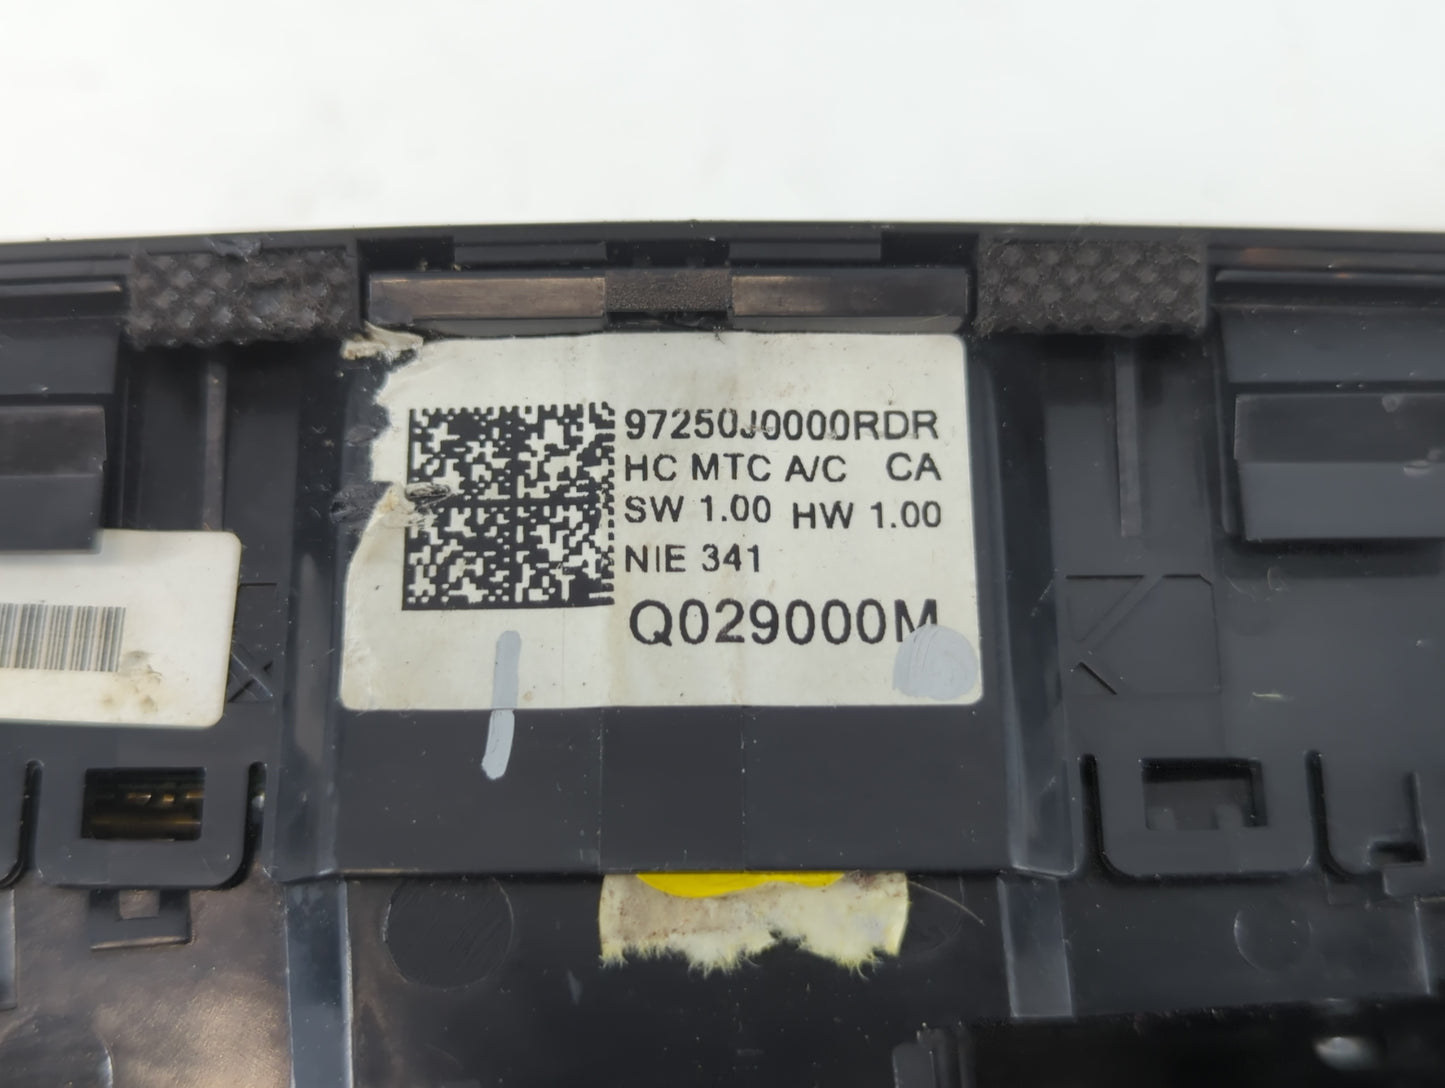 97250J0000RDR
HC MTC A/C CA
SW 1.00 HW 1.00
NIE 341
Q029000M